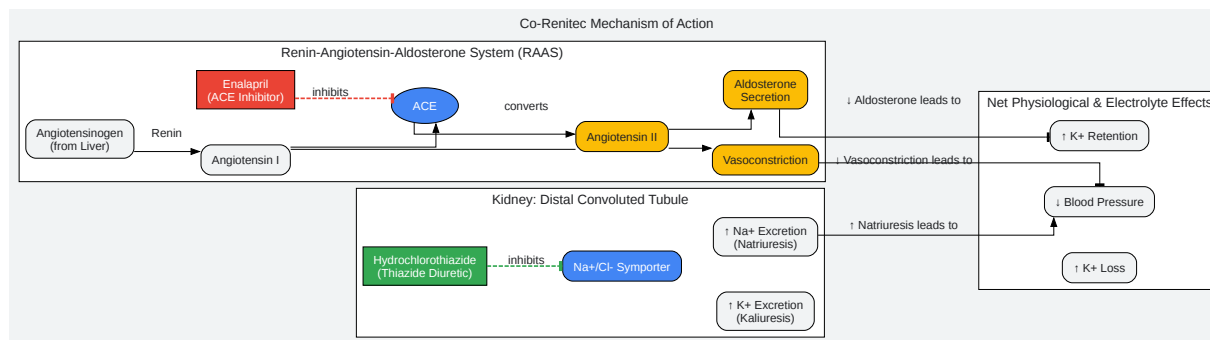 Co-Renitec Mechanism of Action
Renin-Angiotensin-Aldosterone System (RAAS)
Enalapril
(ACE Inhibitor)
inhibits
ACE
converts
Aldosterone
Secretion
↓ Aldosterone leads to
Net Physiological & Electrolyte Effects
Angiotensinogen
(from Liver)
Renin
Angiotensin I
Angiotensin II
Vasoconstriction
↑ K+ Retention
↓ Vasoconstriction leads to
Kidney: Distal Convoluted Tubule
↓ Blood Pressure
↑ Na+ Excretion
(Natriuresis)
↑ Natriuresis leads to
Hydrochlorothiazide
(Thiazide Diuretic)
inhibits
Na+/Cl- Symporter
↑ K+ Loss
↑ K+ Excretion
(Kaliuresis)